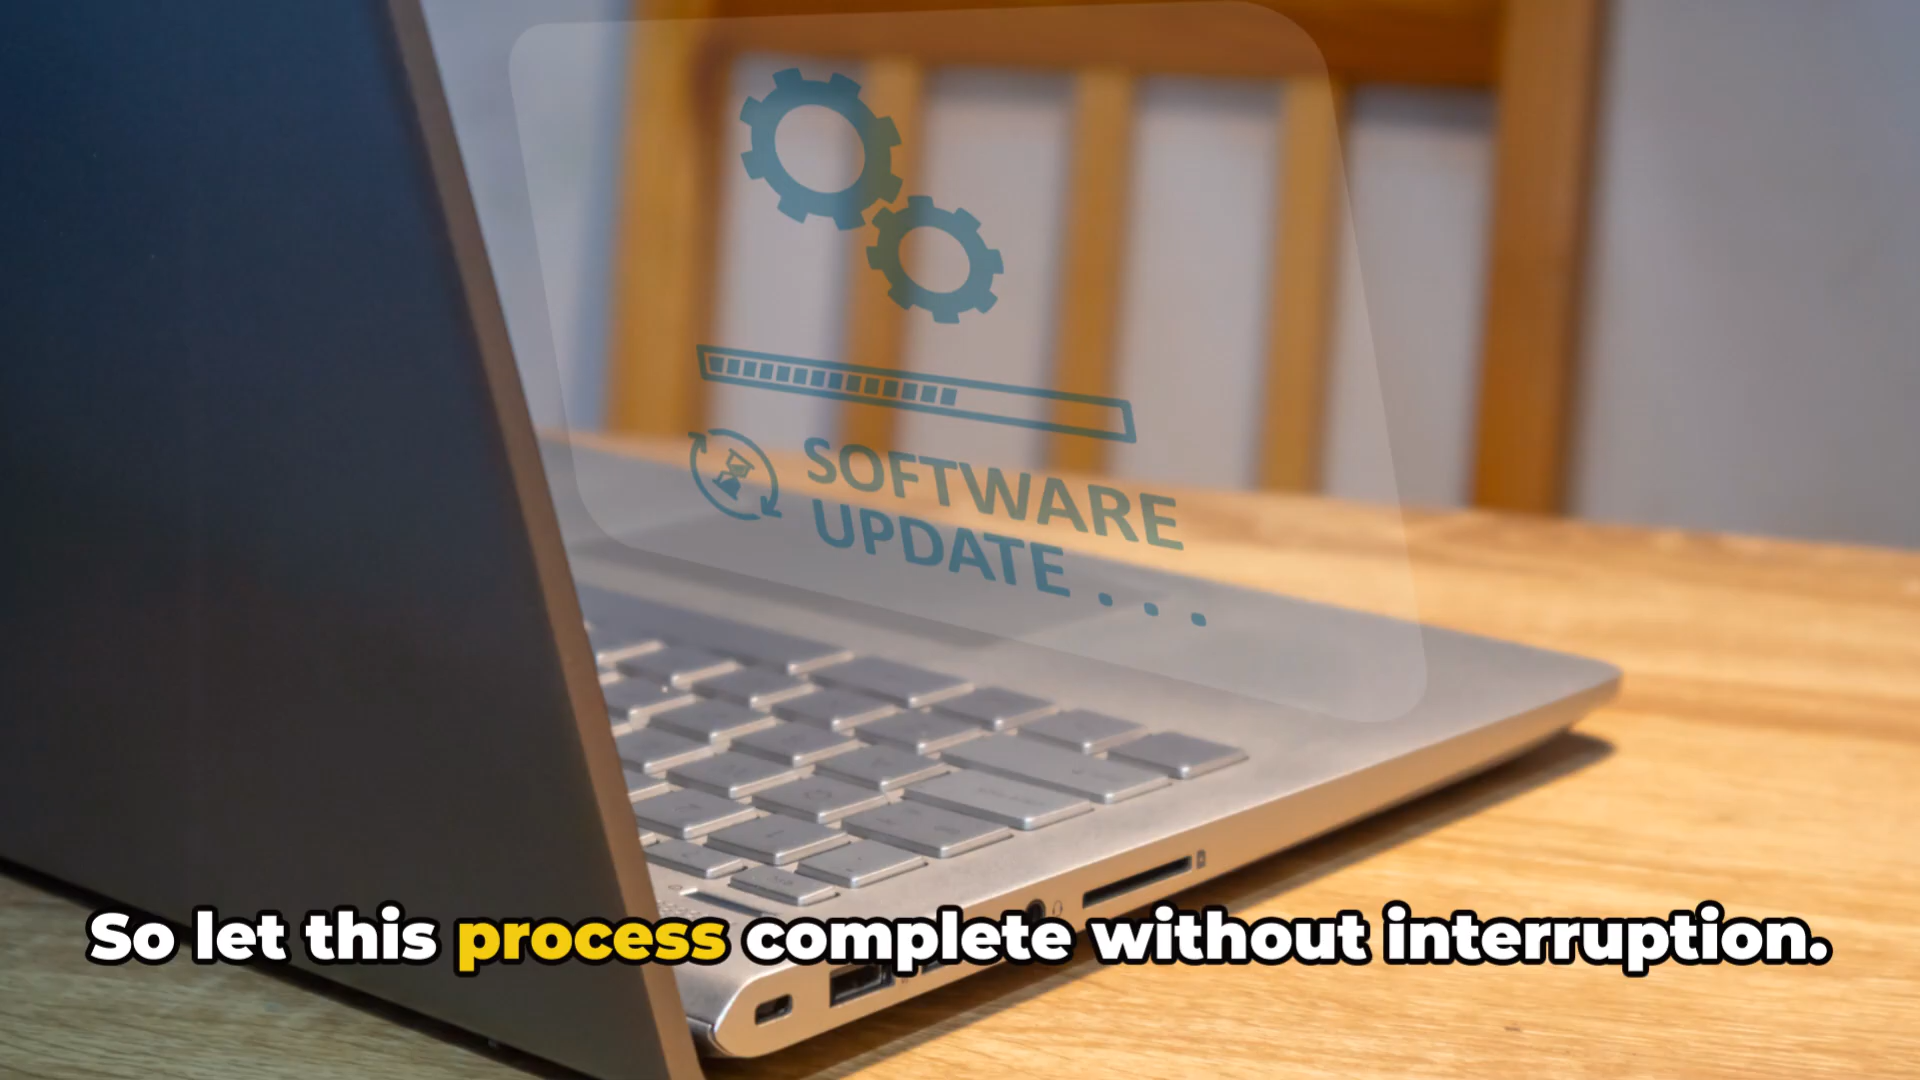 SOFTWARE
UPDATE...
So let this process complete without interruption.